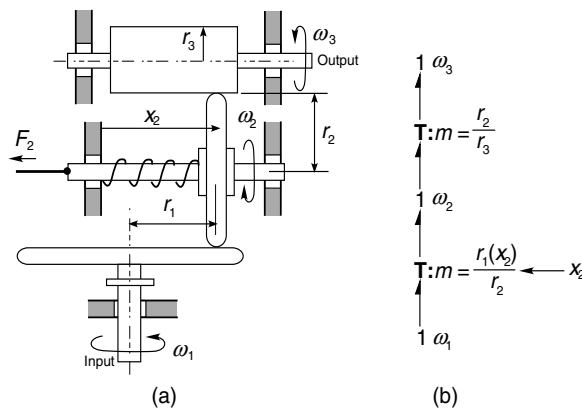 r3
ω3
Output
x2
ω2
r2
F2
r1
ω1
Input
(a)
1 ω3
T:m = r2/r3
1 ω2
T:m = r1(x2)/r2
x2
1 ω1
(b)